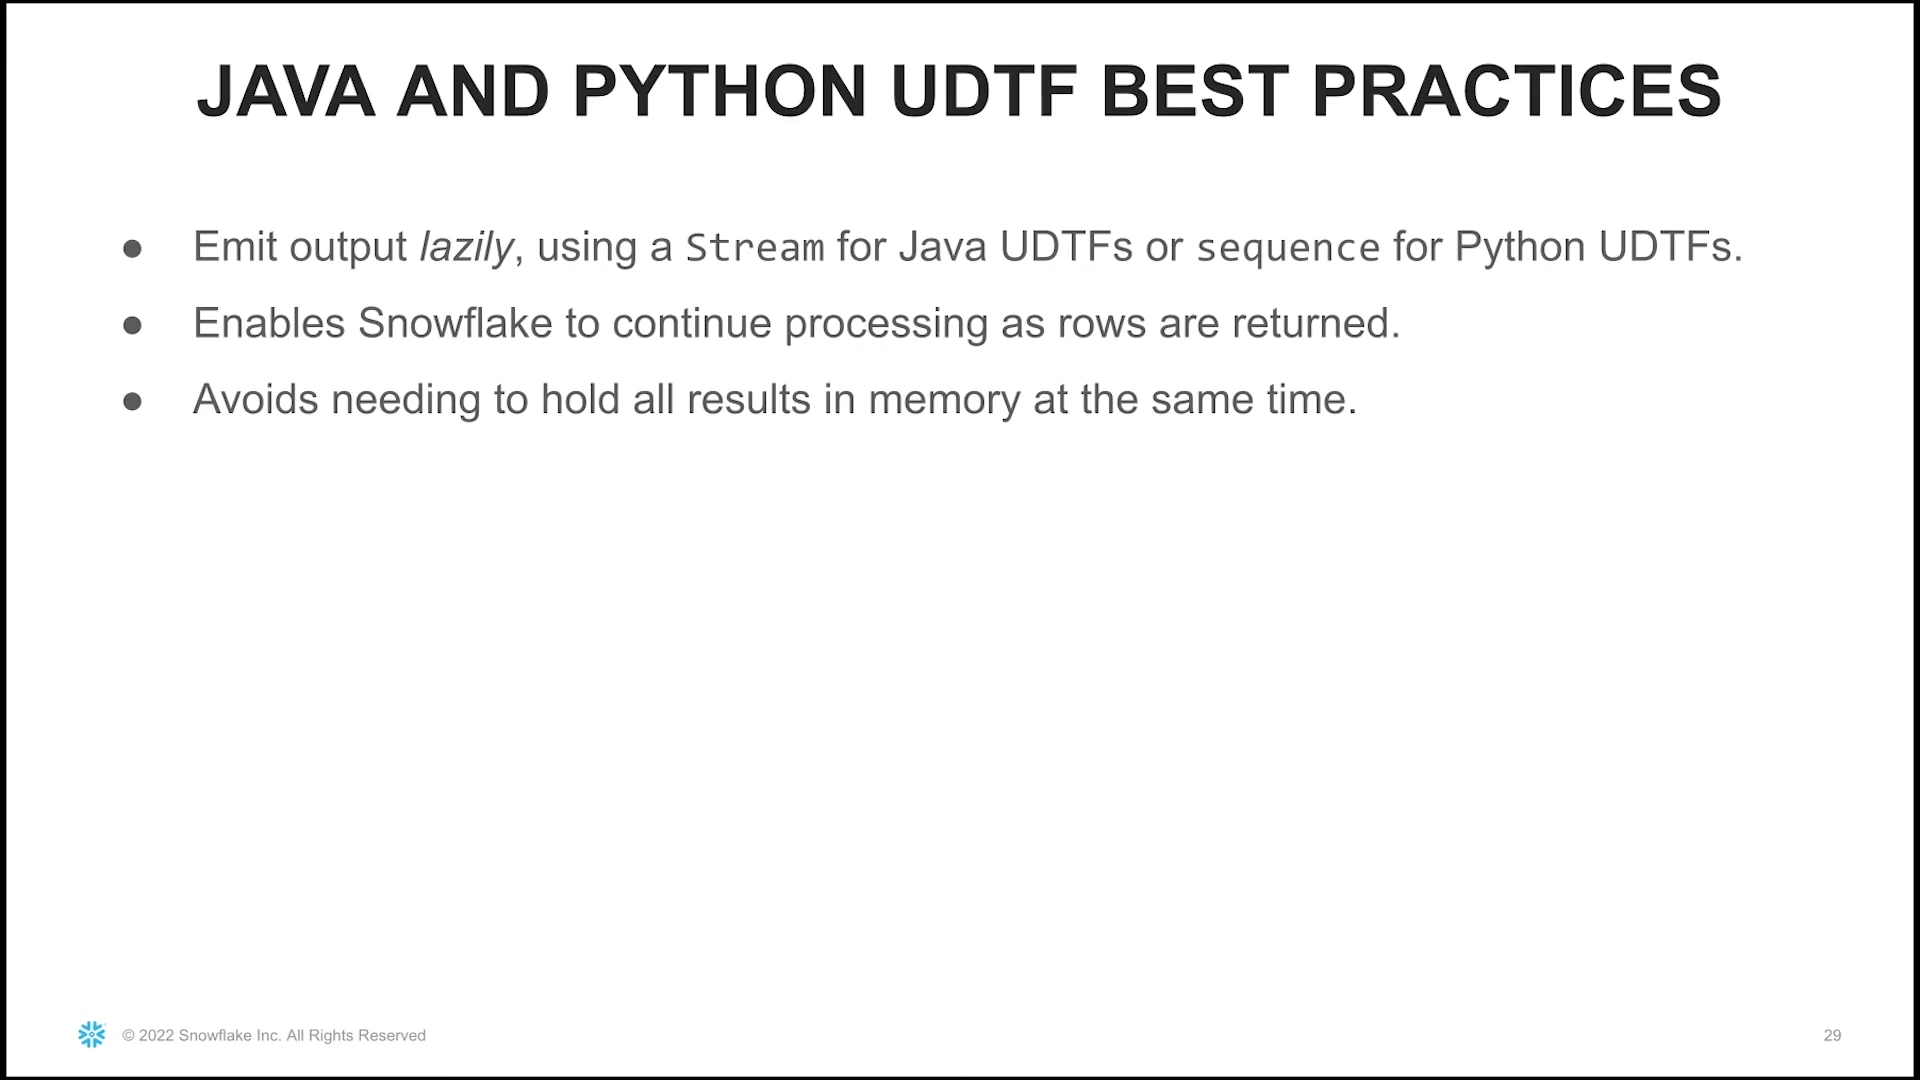 JAVA AND PYTHON UDTF BEST PRACTICES
● Emit output lazily, using a Stream for Java UDTFs or sequence for Python UDTFs.
● Enables Snowflake to continue processing as rows are returned.
● Avoids needing to hold all results in memory at the same time.
© 2022 Snowflake Inc. All Rights Reserved
29